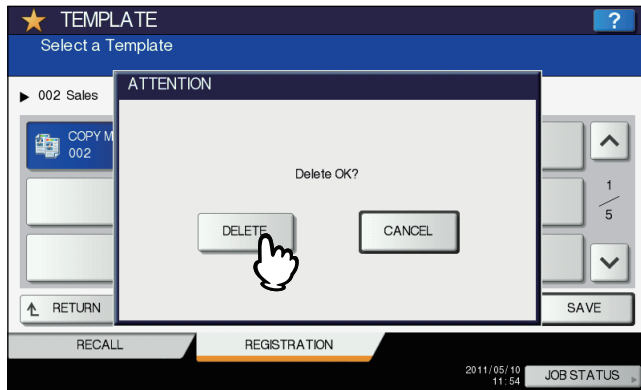 TEMPLATE
?
Select a Template
ATTENTION
002 Sales
COPY M
002
Delete OK?
1
5
DELETE
CANCEL
RETURN
SAVE
RECALL
REGISTRATION
2011/05/10
11:54
JOB STATUS